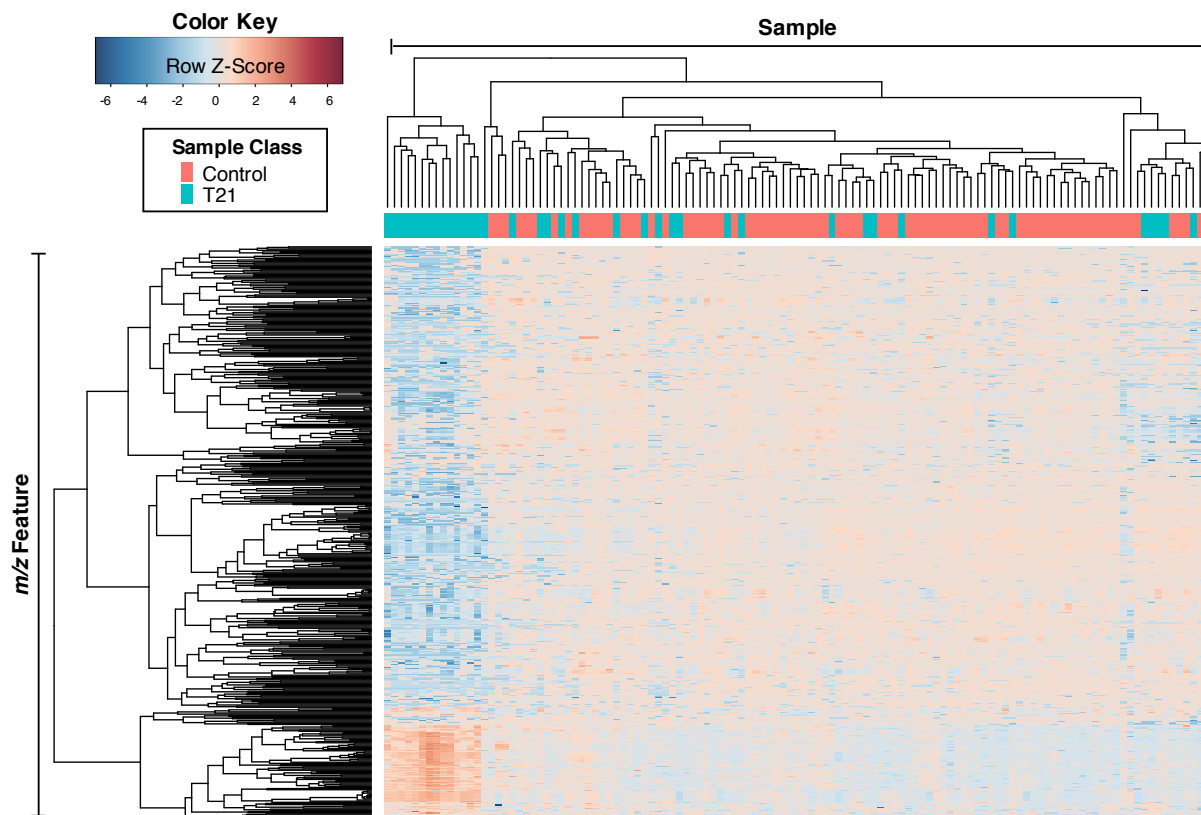 Color Key
Row Z-Score
-6 -4 -2 0 2 4 6
Sample Class
Control
T21
Sample
m/z Feature